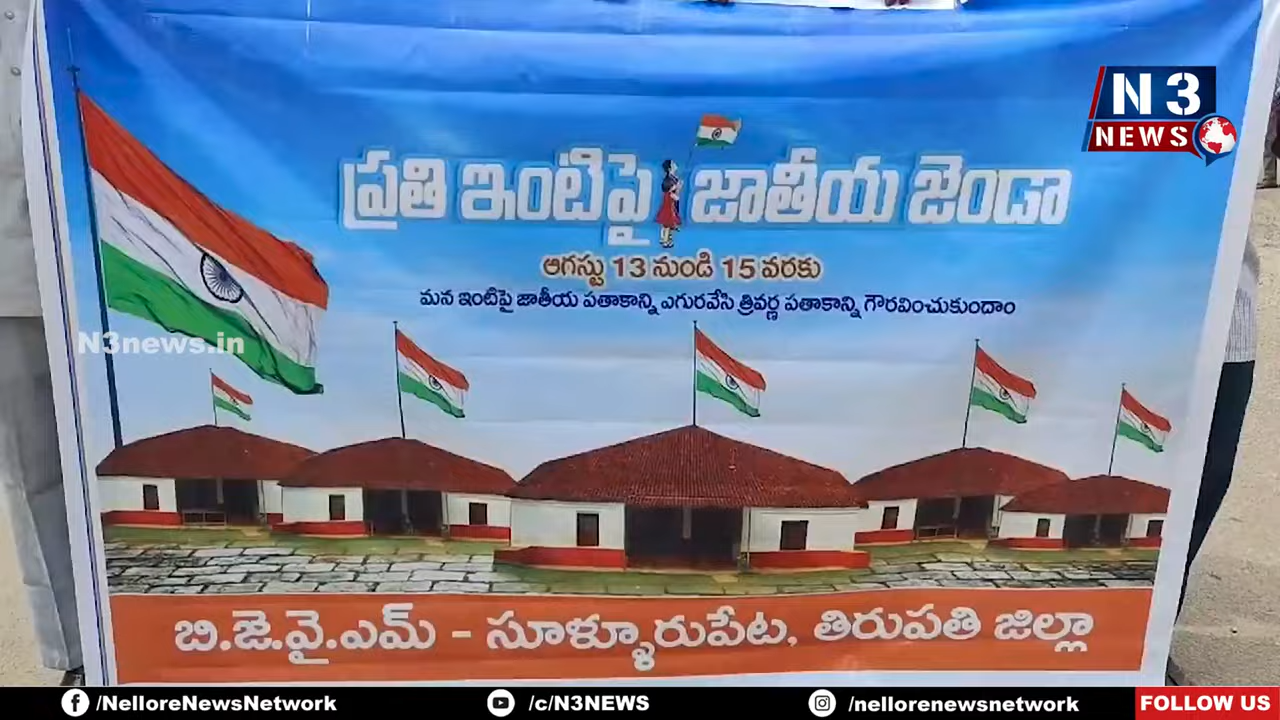 N 3
NEWS
ప్రతి ఇంటిపై జాతీయ జెండా
ఆగస్టు 13 నుండి 15 వరకు
మన ఇంటిపై జాతీయ పతాకాన్ని ఎగురవేసి త్రివర్ణ పతాకాన్ని గౌరవించుకుందాం
N3news.in
బి.జె.వై.ఎమ్ - సూళ్ళూరుపేట, తిరుపతి జిల్లా
/NelloreNewsNetwork /c/N3NEWS /nellorenewsnetwork FOLLOW US